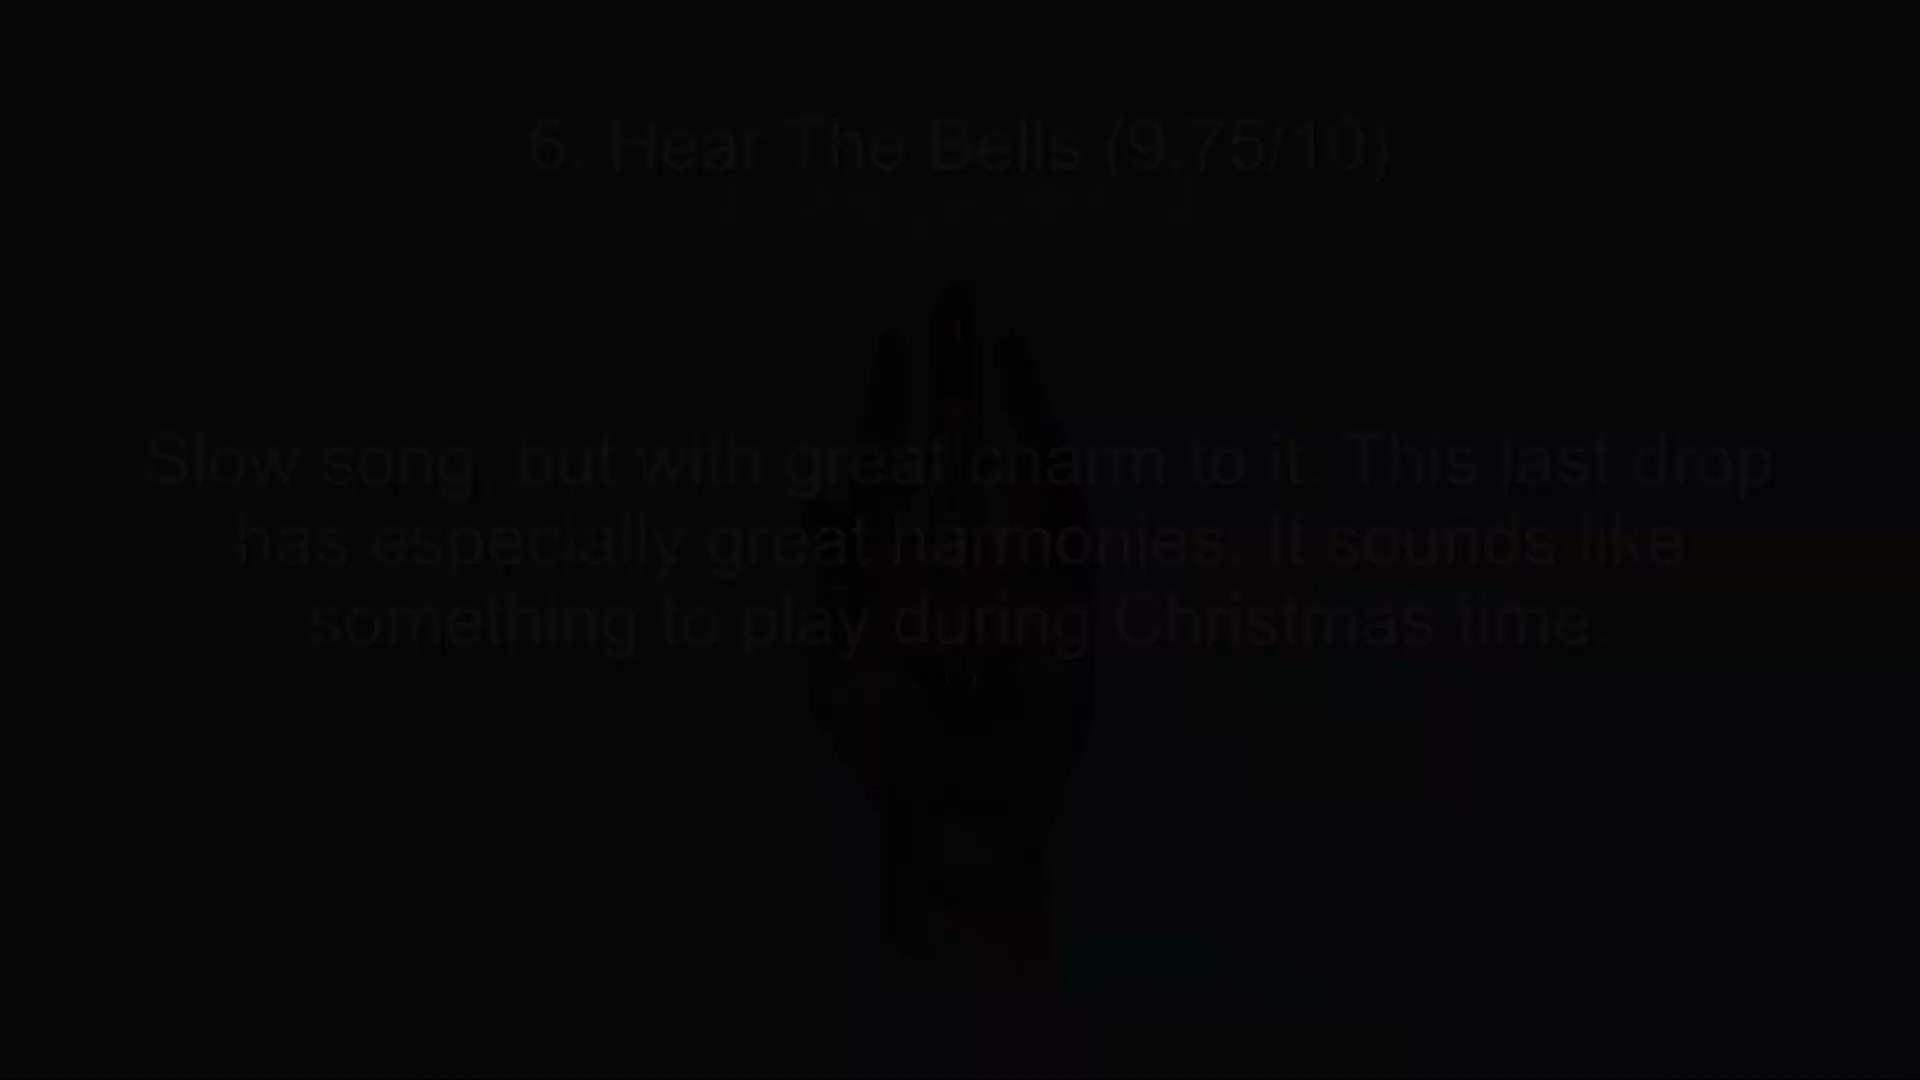 6. Hear The Bells (9.75/10)
Slow song, but with great charm to it. This last drop
has especially great harmonies. It sounds like
something to play during Christmas time.